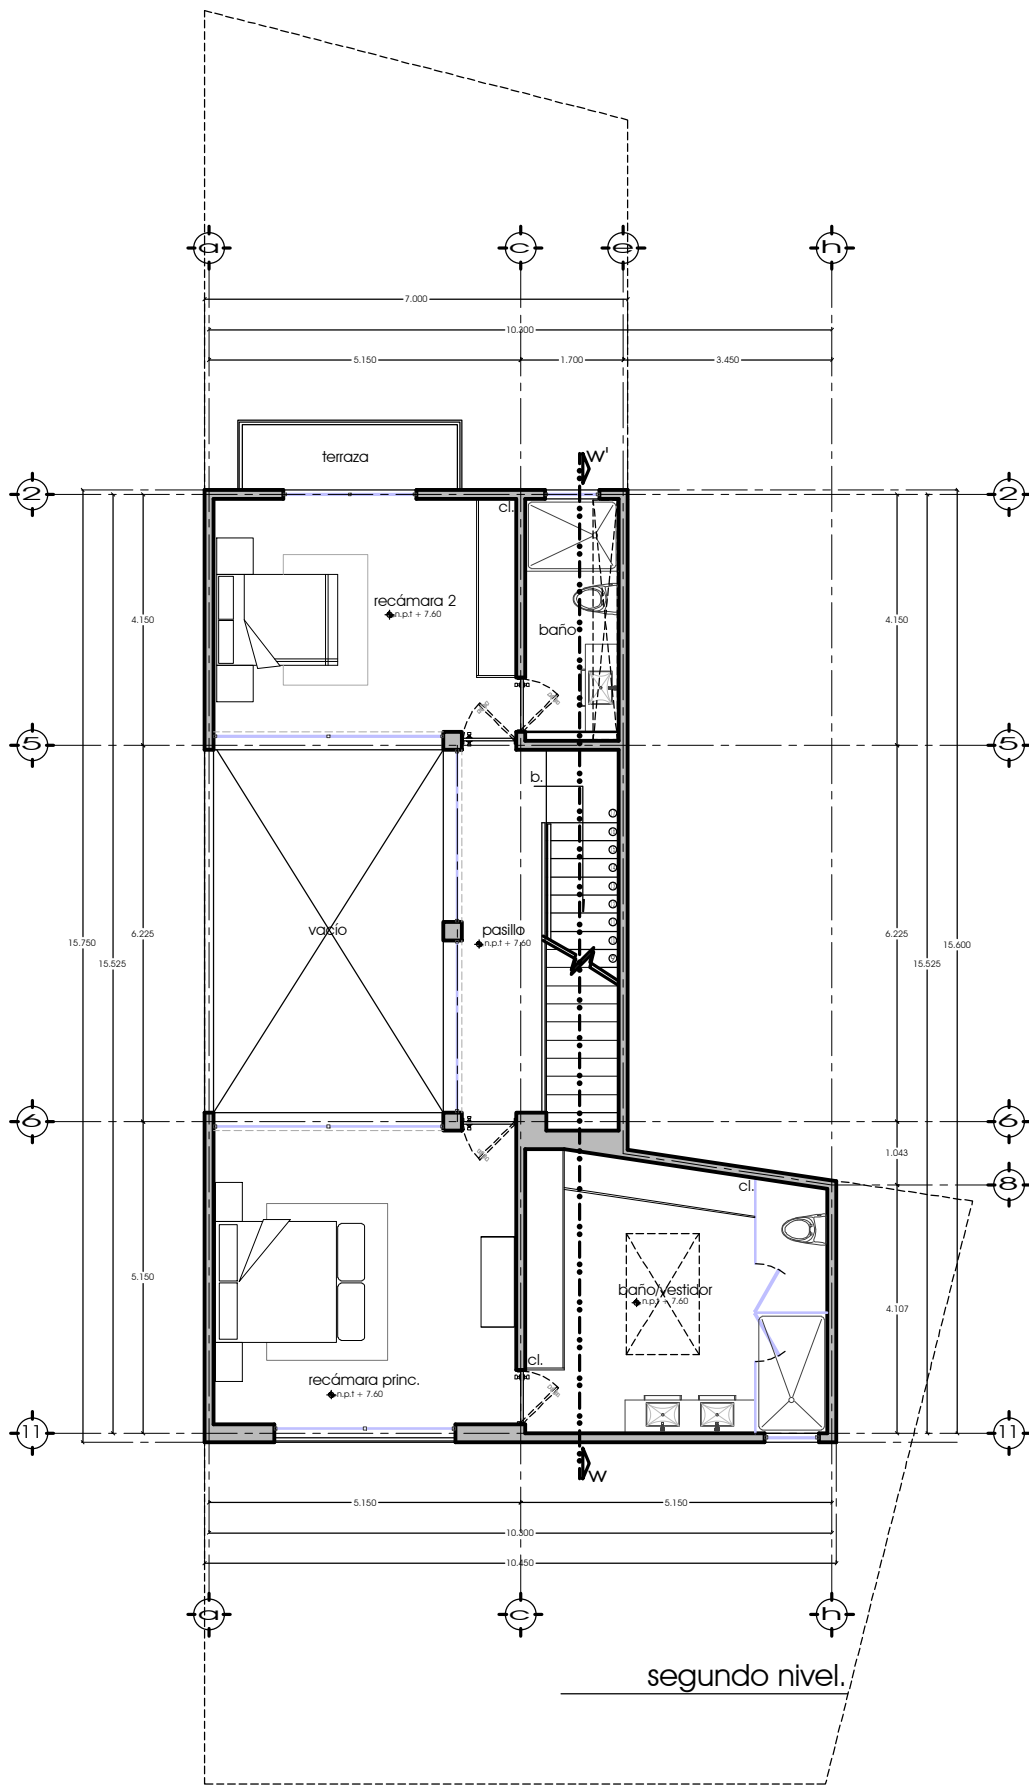 a
c
e
h
7.000
10.300
5.150
1.700
3.450
terraza
w'
2
2
cl.
recámara 2
n.p.t + 7.60
4.150
4.150
baño
5
5
b.
vacío
pasillo
n.p.t + 7.60
15.750
15.525
6.225
6.225
15.525
15.600
6
6
1.043
8
cl.
5.150
baño/vestidor
n.p.t + 7.60
4.107
cl.
recámara princ.
n.p.t + 7.60
11
11
w
5.150
5.150
10.300
10.450
a
c
h
segundo nivel.